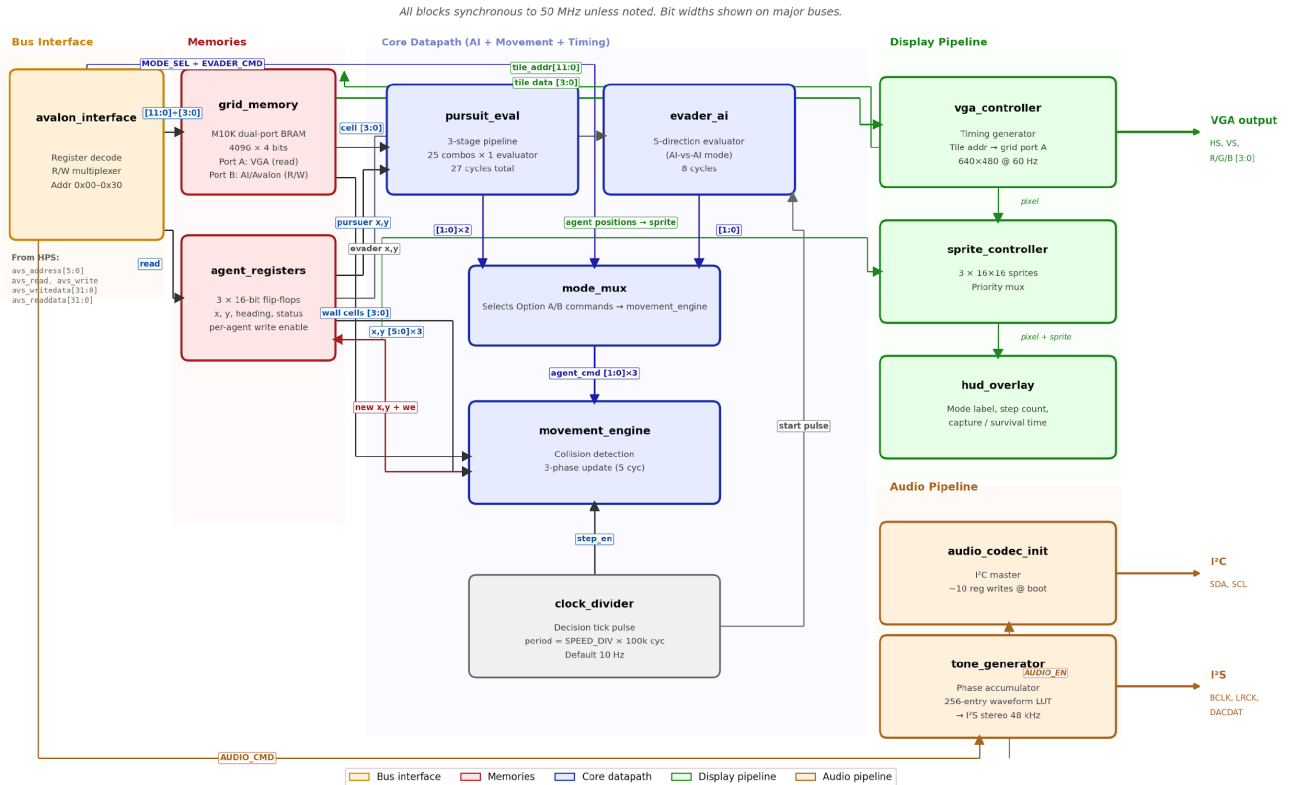 All blocks synchronous to 50 MHz unless noted. Bit widths shown on major buses.
Bus Interface
Memories
Core Datapath (AI + Movement + Timing)
Display Pipeline
MODE_SEL + EVADER_CMD
tile_addr[11:0]
tile data [3:0]
avalon_interface
Register decode
R/W multiplexer
Addr 0x00–0x30
[11:0]+[3:0]
grid_memory
M10K dual-port BRAM
4096 × 4 bits
Port A: VGA (read)
Port B: AI/Avalon (R/W)
cell [3:0]
pursuit_eval
3-stage pipeline
25 combos × 1 evaluator
27 cycles total
evader_ai
5-direction evaluator
(AI-vs-AI mode)
8 cycles
vga_controller
Timing generator
Tile addr → grid port A
640×480 @ 60 Hz
VGA output
HS, VS,
R/G/B [3:0]
pixel
From HPS:
avs_address[5:0]
avs_read, avs_write
avs_writedata[31:0]
avs_readdata[31:0]
read
agent_registers
3 × 16-bit flip-flops
x, y, heading, status
per-agent write enable
pursuer x,y
evader x,y
wall cells [3:0]
x,y [5:0]×3
[1:0]×2
agent positions → sprite
[1:0]
mode_mux
Selects Option A/B commands → movement_engine
sprite_controller
3 × 16×16 sprites
Priority mux
pixel + sprite
agent_cmd [1:0]×3
new x,y + we
movement_engine
Collision detection
3-phase update (5 cyc)
start pulse
hud_overlay
Mode label, step count,
capture / survival time
step_en
clock_divider
Decision tick pulse
period = SPEED_DIV × 100k cyc
Default 10 Hz
Audio Pipeline
audio_codec_init
I²C master
~10 reg writes @ boot
I²C
SDA, SCL
tone_generator
AUDIO_EN
Phase accumulator
256-entry waveform LUT
→ I²S stereo 48 kHz
I²S
BCLK, LRCK,
DACDAT
AUDIO_CMD
Bus interface
Memories
Core datapath
Display pipeline
Audio pipeline